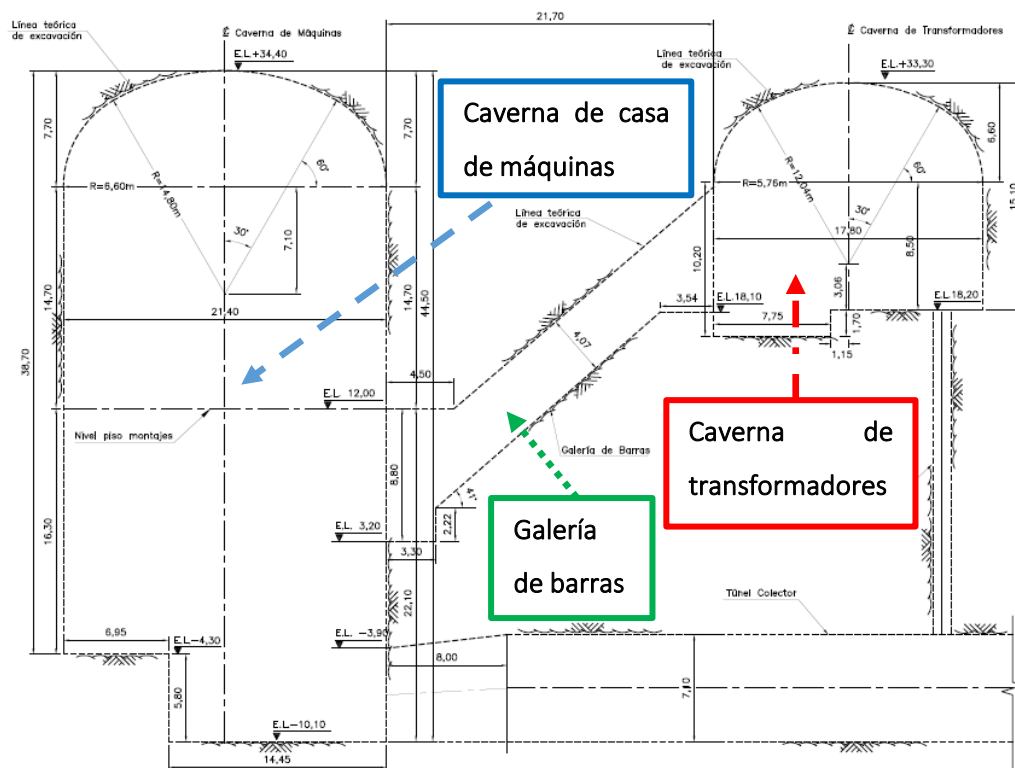 21,70
Línea teórica
de excavación
℄ Caverna de Máquinas
℄ Caverna de Transformadores
E.L+34,40
Línea teórica
de excavación
E.L.+33,30
Caverna de casa
de máquinas
7,70
7,70
6,60
60°
60°
R=6,60m
R=14,80m
R=5,76m
R=12,04m
15,10
Línea teórica
de excavación
30°
7,10
30°
17,80
8,50
10,20
3,06
14,70
14,70
44,50
38,70
21,40
3,54
E.L.18,10
E.L.18,20
7,75
1,70
4,07
1,15
4,50
E.L. 12,00
Nivel piso montajes
Galería de Barras
Caverna de
transformadores
8,80
41°
2,22
16,30
E.L. 3,20
3,30
Galería
de barras
22,10
Túnel Colector
6,95
E.L-4,30
E.L. -3,90
8,00
5,80
7,10
E.L-10,10
14,45